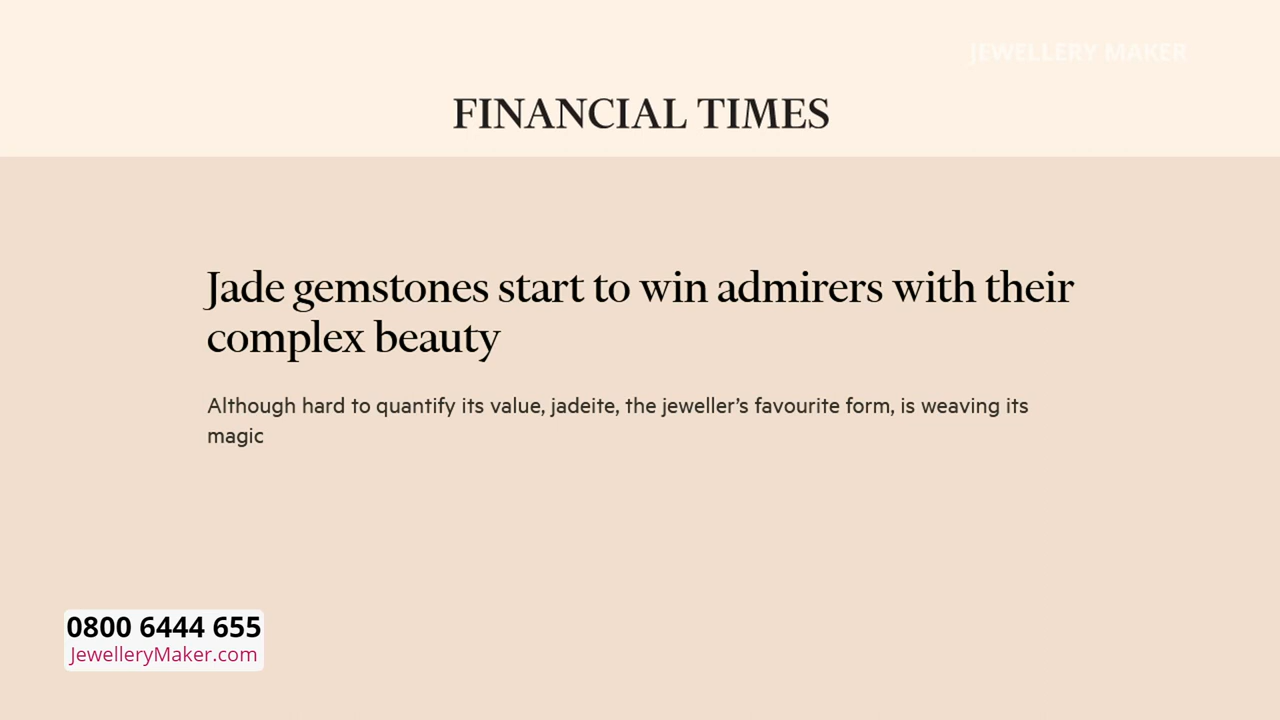 JEWELLERY MAKER
FINANCIAL TIMES
Jade gemstones start to win admirers with their
complex beauty
Although hard to quantify its value, jadeite, the jeweller’s favourite form, is weaving its
magic
0800 6444 655
JewelleryMaker.com